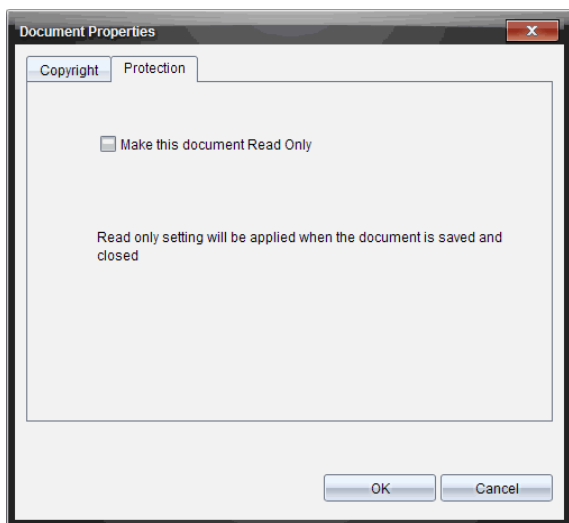 Document Properties
X
Copyright
Protection
Make this document Read Only
Read only setting will be applied when the document is saved and
closed
OK
Cancel